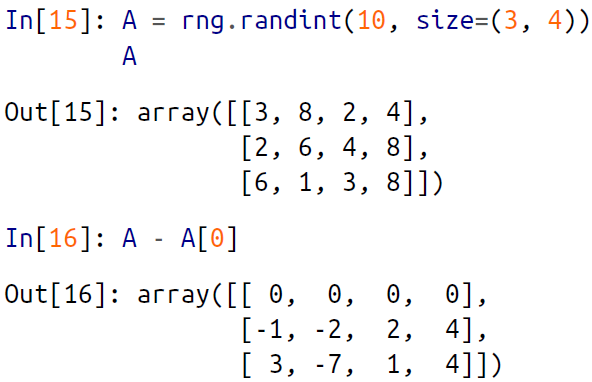 In[15]: A = rng.randint(10, size=(3, 4))
        A
Out[15]: array([[3, 8, 2, 4],
                [2, 6, 4, 8],
                [6, 1, 3, 8]])
In[16]: A - A[0]
Out[16]: array([[ 0,  0,  0,  0],
                [-1, -2,  2,  4],
                [ 3, -7,  1,  4]])